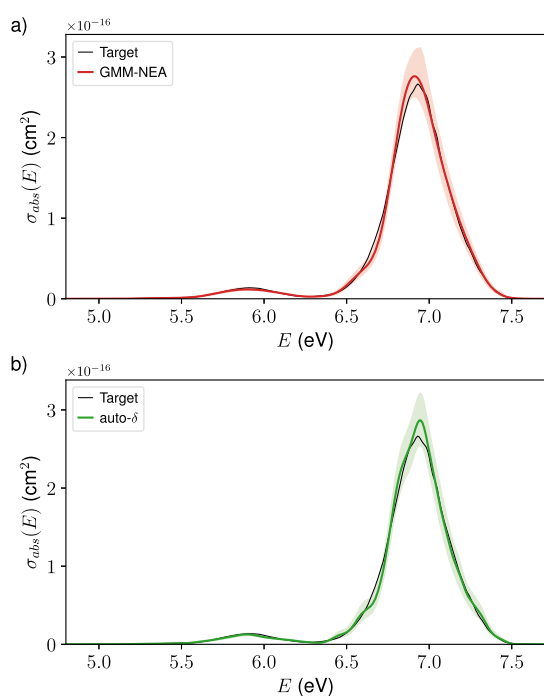 a)
×10⁻¹⁶
Target
GMM-NEA
σabs(E) (cm²)
3
2
1
0
5.0 5.5 6.0 6.5 7.0 7.5
E (eV)
b)
×10⁻¹⁶
Target
auto-δ
σabs(E) (cm²)
3
2
1
0
5.0 5.5 6.0 6.5 7.0 7.5
E (eV)